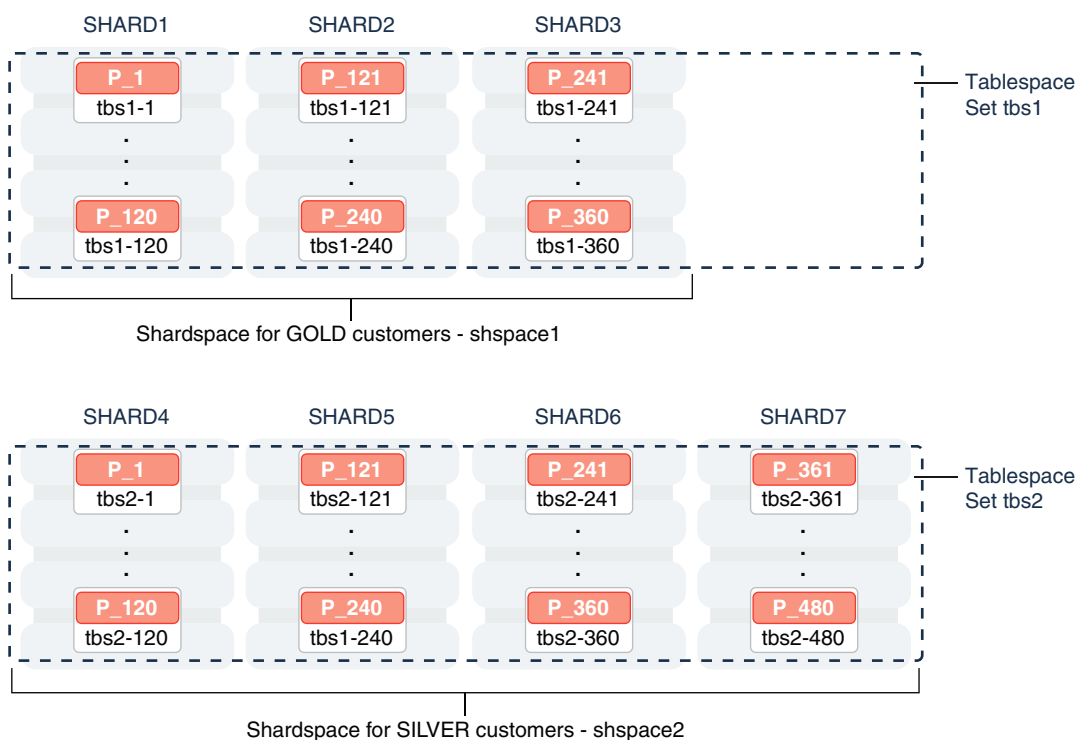 SHARD1 SHARD2 SHARD3
P_1 P_121 P_241
tbs1-1 tbs1-121 tbs1-241
Tablespace
Set tbs1
. . .
. . .
. . .
P_120 P_240 P_360
tbs1-120 tbs1-240 tbs1-360
Shardspace for GOLD customers - shspace1
SHARD4 SHARD5 SHARD6 SHARD7
P_1 P_121 P_241 P_361
tbs2-1 tbs2-121 tbs2-241 tbs2-361
Tablespace
Set tbs2
. . . .
. . . .
. . . .
P_120 P_240 P_360 P_480
tbs2-120 tbs1-240 tbs2-360 tbs2-480
Shardspace for SILVER customers - shspace2